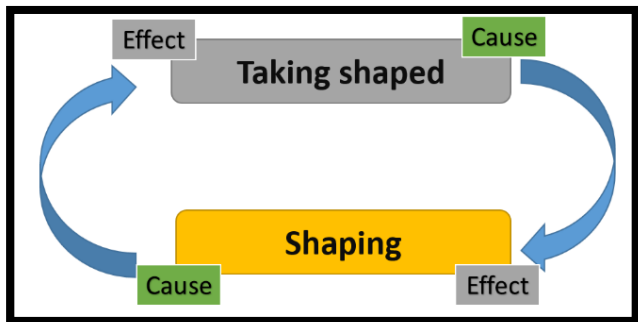 Effect
Cause
Taking shaped
Shaping
Cause
Effect